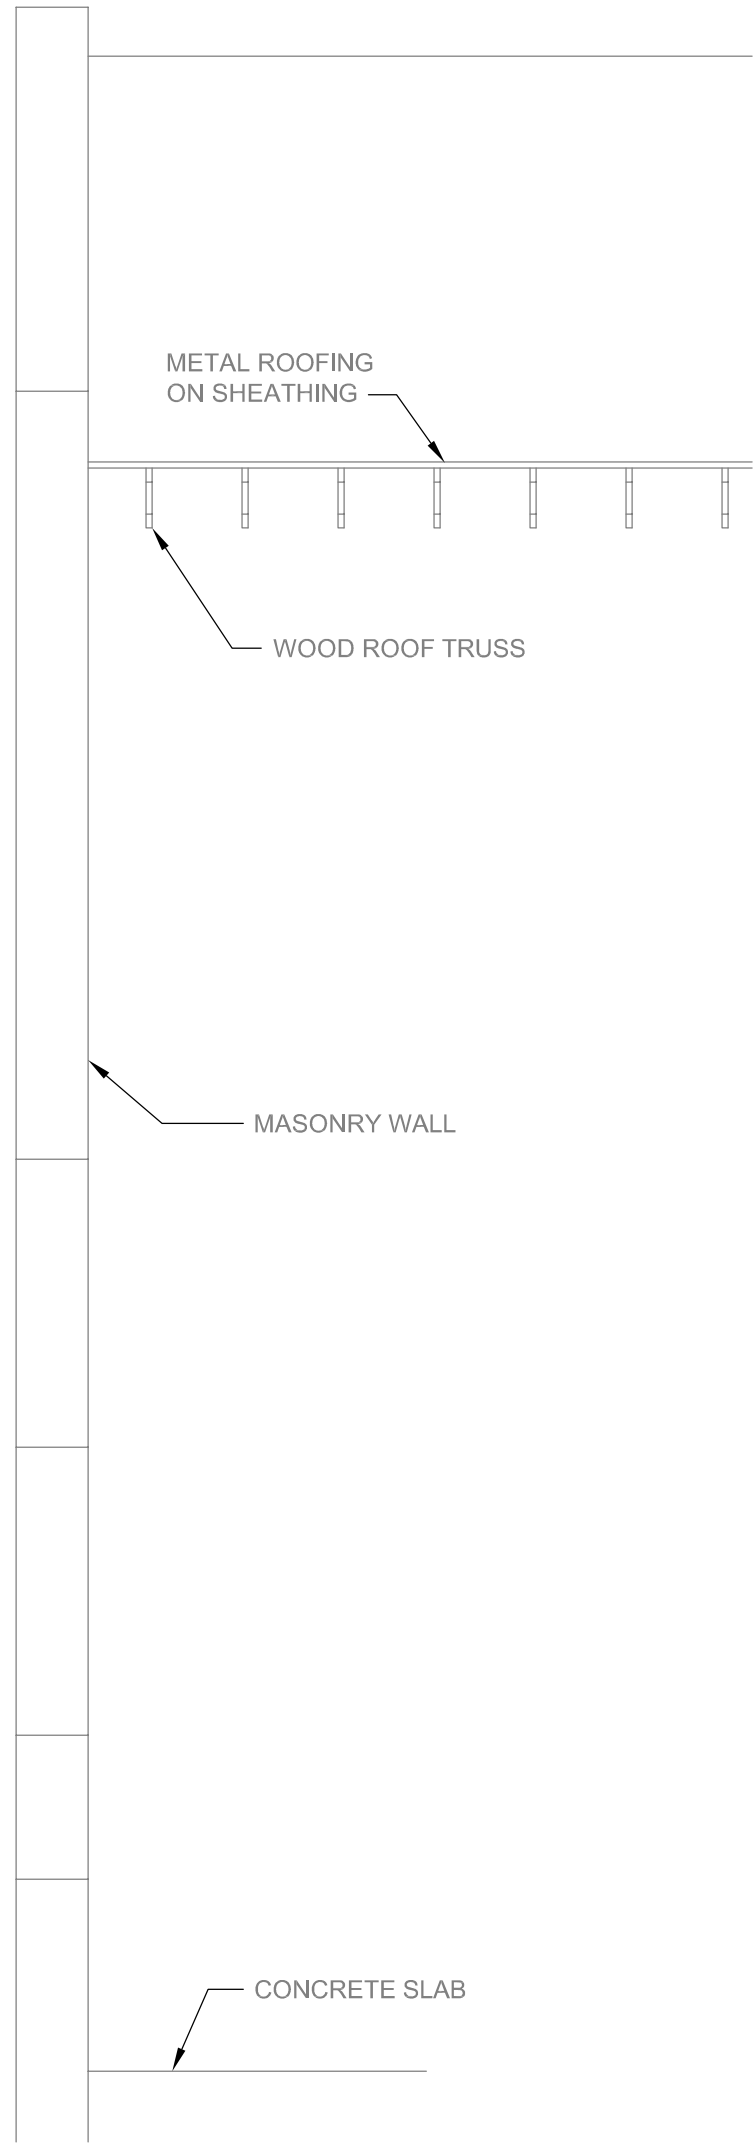 METAL ROOFING
ON SHEATHING
WOOD ROOF TRUSS
MASONRY WALL
CONCRETE SLAB